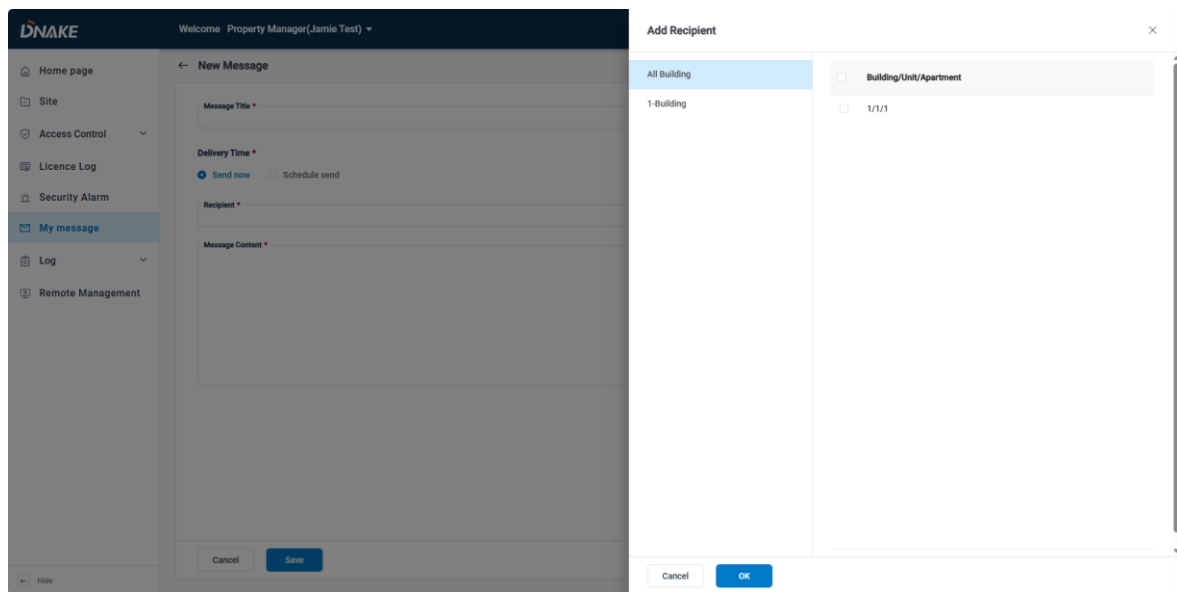 DNAKE
Welcome Property Manager(Jamie Test)
Home page
Site
Access Control
Licence Log
Security Alarm
My message
Log
Remote Management
Hide
New Message
Message Title *
Delivery Time *
Send now
Schedule send
Recipient *
Message Content *
Cancel
Save
Add Recipient
All Building
1-Building
Building/Unit/Apartment
1/1/1
Cancel
OK